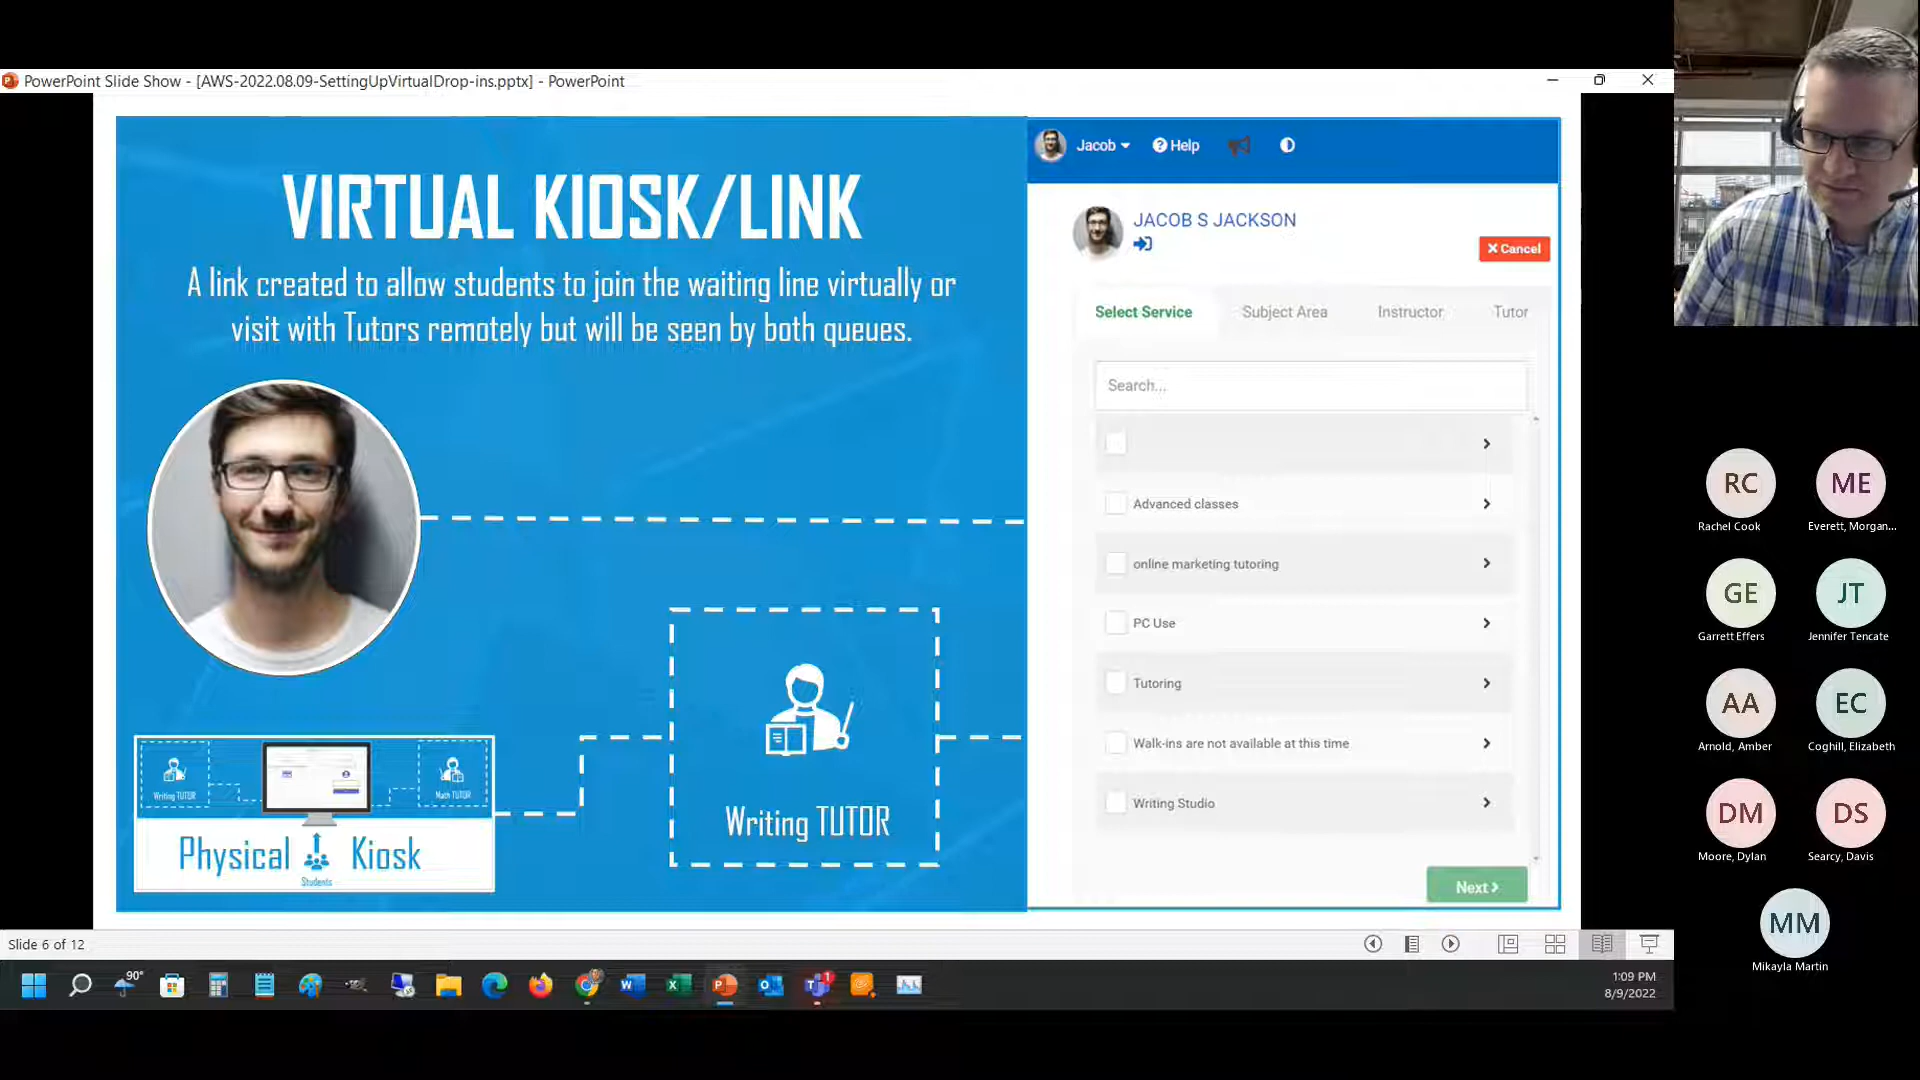 PowerPoint Slide Show - [AWS-2022.08.09-SettingUpVirtualDrop-ins.pptx] - PowerPoint
VIRTUAL KIOSK/LINK
A link created to allow students to join the waiting line virtually or
visit with Tutors remotely but will be seen by both queues.
Writing TUTOR
Math TUTOR
Physical Kiosk
Students
Writing TUTOR
Jacob
Help
JACOB S JACKSON
Cancel
Select Service
Subject Area
Instructor
Tutor
Search...
Advanced classes
online marketing tutoring
PC Use
Tutoring
Walk-ins are not available at this time
Writing Studio
Next
RC
Rachel Cook
ME
Everett, Morgan...
GE
Garrett Effers
JT
Jennifer Tencate
AA
Arnold, Amber
EC
Coghill, Elizabeth
DM
Moore, Dylan
DS
Searcy, Davis
MM
Mikayla Martin
Slide 6 of 12
90°
1
1:09 PM
8/9/2022